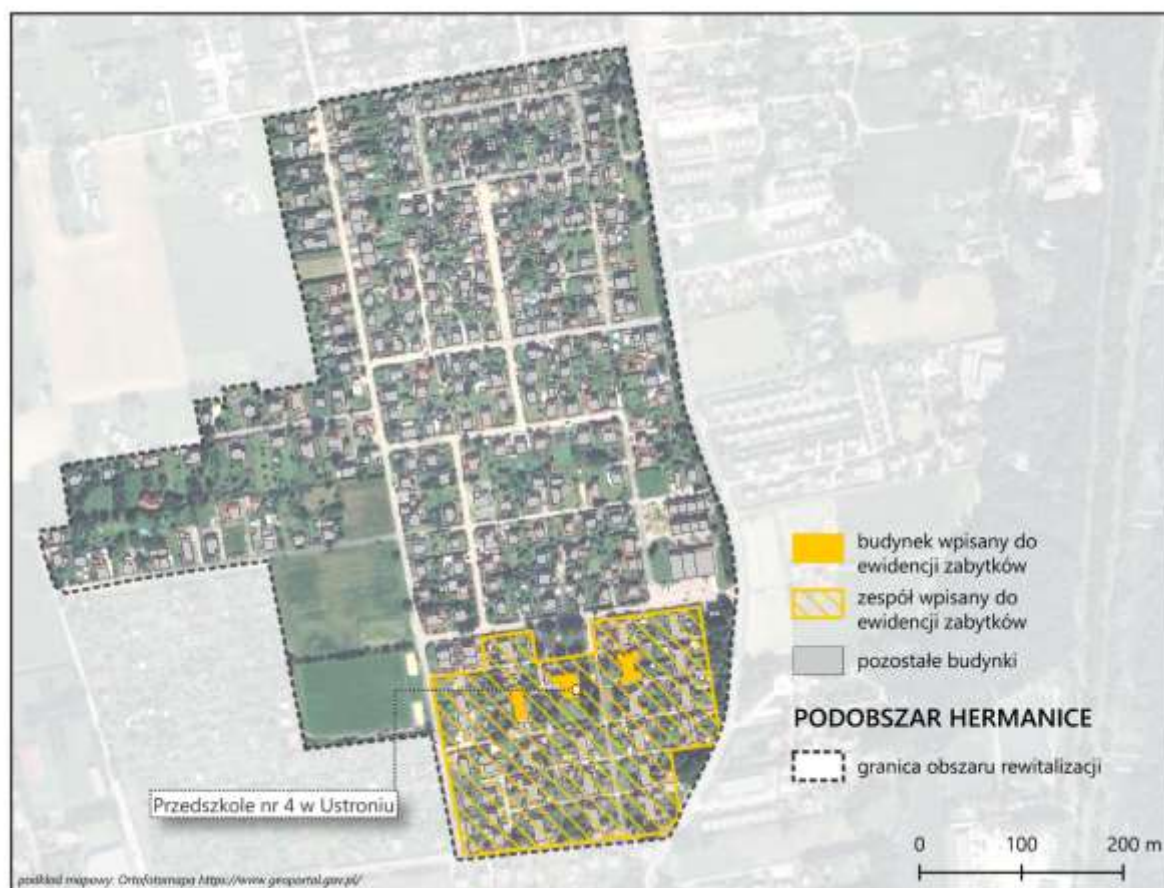 budynek wpisany do
ewidencji zabytków
zespół wpisany do
ewidencji zabytków
pozostałe budynki
PODOBSZAR HERMANICE
granica obszaru rewitalizacji
Przedszkole nr 4 w Ustroniu
0 100 200 m
podkład mapowy: Ortofotomapa https://www.geoportal.gov.pl/